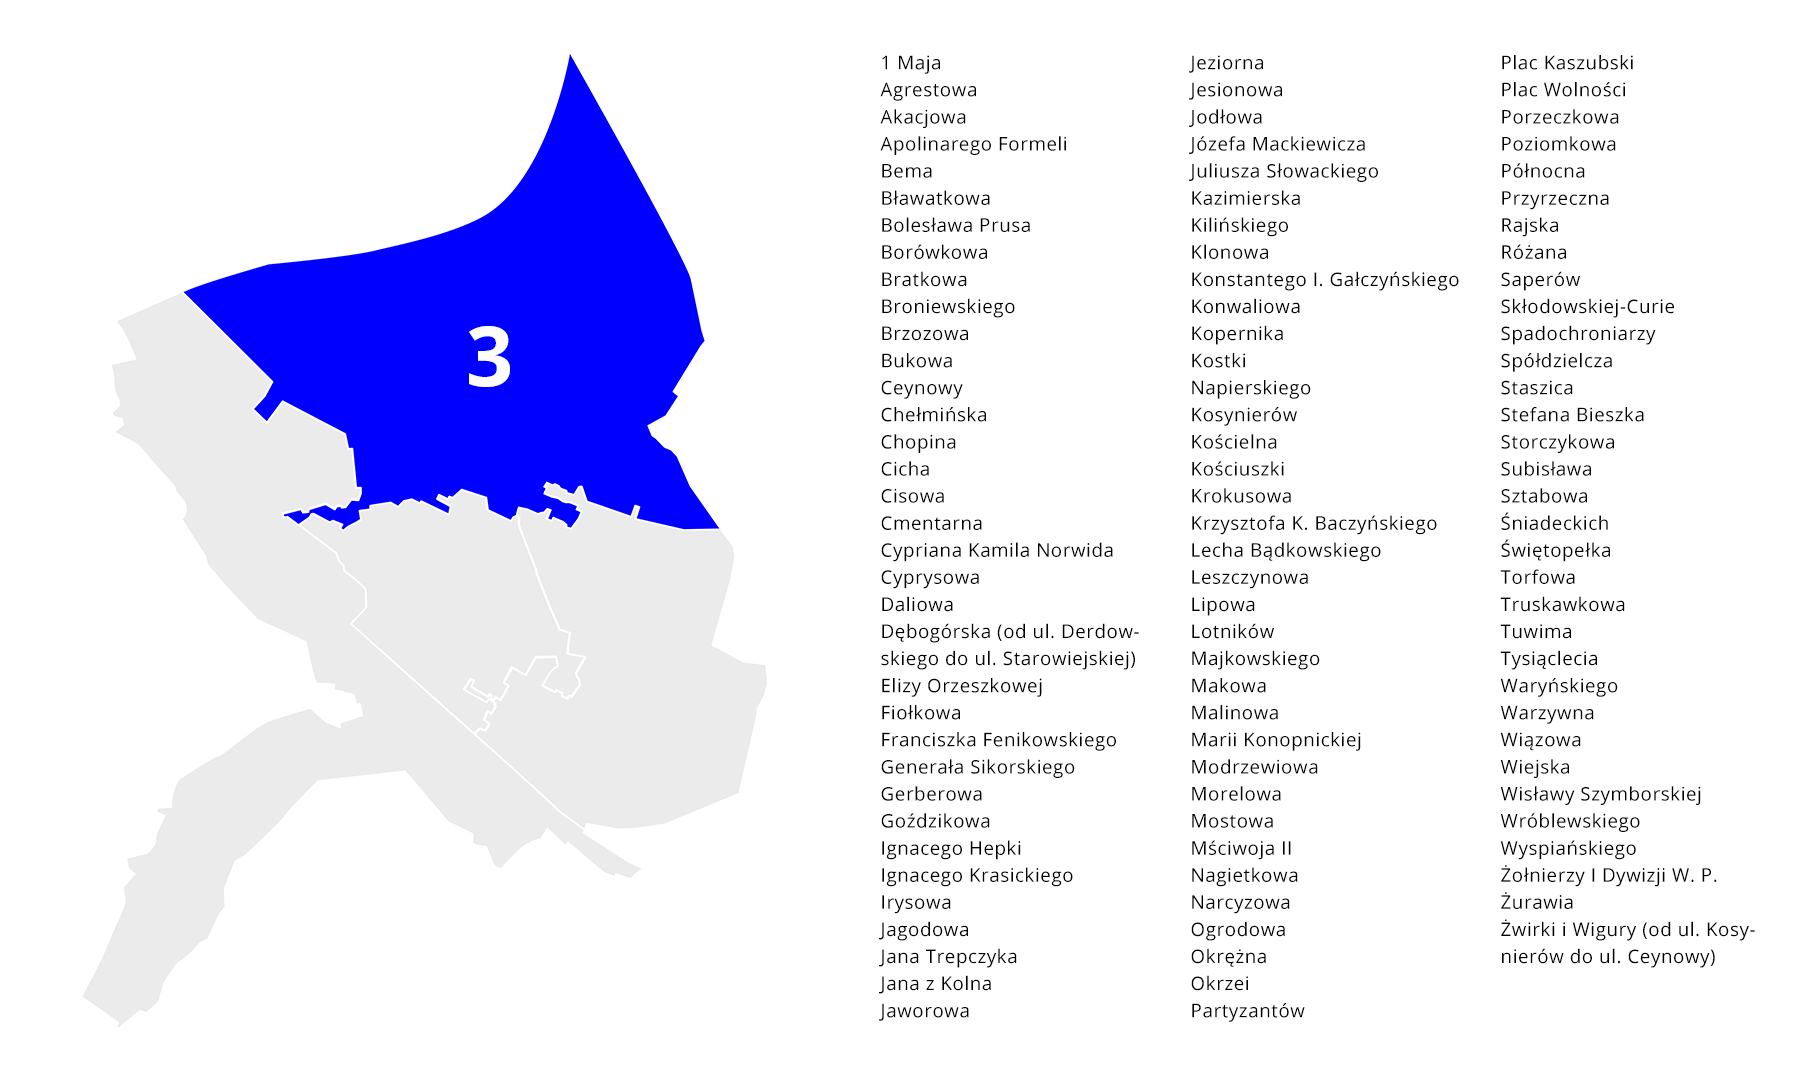 3
1 Maja
Agrestowa
Akacjowa
Apolinarego Formeli
Bema
Bławatkowa
Bolesława Prusa
Borówkowa
Bratkowa
Broniewskiego
Brzozowa
Bukowa
Ceynowy
Chełmińska
Chopina
Cicha
Cisowa
Cmentarna
Cypriana Kamila Norwida
Cyprysowa
Daliowa
Dębogórska (od ul. Derdow-
skiego do ul. Starowiejskiej)
Elizy Orzeszkowej
Fiołkowa
Franciszka Fenikowskiego
Generała Sikorskiego
Gerberowa
Goździkowa
Ignacego Hepki
Ignacego Krasickiego
Irysowa
Jagodowa
Jana Trepczyka
Jana z Kolna
Jaworowa
Jeziorna
Jesionowa
Jodłowa
Józefa Mackiewicza
Juliusza Słowackiego
Kazimierska
Kilińskiego
Klonowa
Konstantego I. Gałczyńskiego
Konwaliowa
Kopernika
Kostki
Napierskiego
Kosynierów
Kościelna
Kościuszki
Krokusowa
Krzysztofa K. Baczyńskiego
Lecha Bądkowskiego
Leszczynowa
Lipowa
Lotników
Majkowskiego
Makowa
Malinowa
Marii Konopnickiej
Modrzewiowa
Morelowa
Mostowa
Mściwoja II
Nagietkowa
Narcyzowa
Ogrodowa
Okrężna
Okrzei
Partyzantów
Plac Kaszubski
Plac Wolności
Porzeczkowa
Poziomkowa
Północna
Przyrzeczna
Rajska
Różana
Saperów
Skłodowskiej-Curie
Spadochroniarzy
Spółdzielcza
Staszica
Stefana Bieszka
Storczykowa
Subisława
Sztabowa
Śniadeckich
Świętopełka
Torfowa
Truskawkowa
Tuwima
Tysiąclecia
Waryńskiego
Warzywna
Wiązowa
Wiejska
Wisławy Szymborskiej
Wróblewskiego
Wyspiańskiego
Żołnierzy I Dywizji W. P.
Żurawia
Żwirki i Wigury (od ul. Kosy-
nierów do ul. Ceynowy)